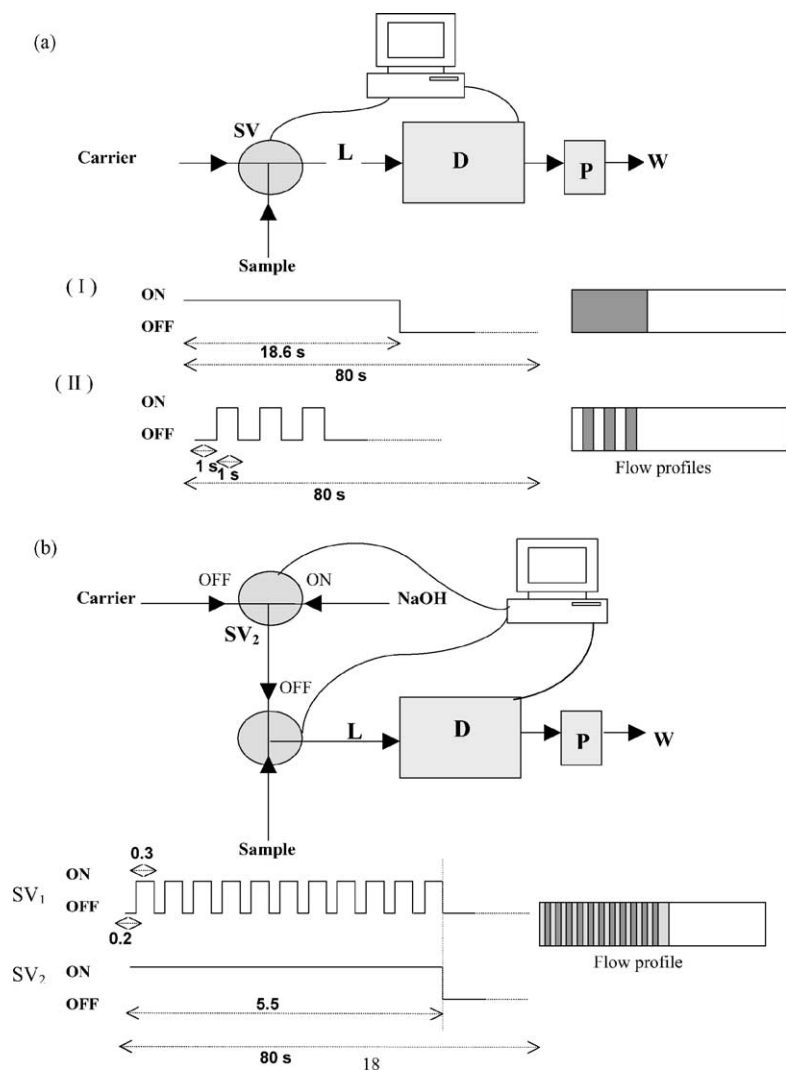 (a)
SV
Carrier
L
D
P
W
Sample
( I )
ON
OFF
18.6 s
80 s
( II )
ON
OFF
1 s
1 s
80 s
Flow profiles
(b)
OFF
ON
Carrier
NaOH
SV₂
OFF
L
D
P
W
Sample
0.3
ON
SV₁
OFF
0.2
Flow profile
SV₂
ON
OFF
5.5
80 s
18